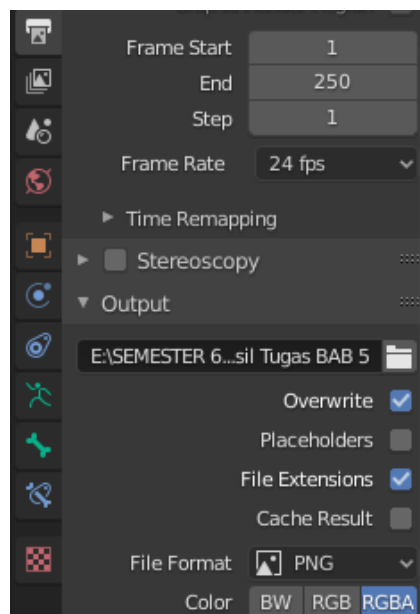 Frame Start 1
End 250
Step 1
Frame Rate 24 fps
Time Remapping
Stereoscopy
Output
E:\SEMESTER 6...sil Tugas BAB 5
Overwrite
Placeholders
File Extensions
Cache Result
File Format PNG
Color BW RGB RGBA